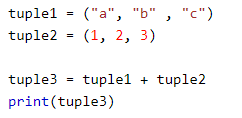 tuple1 = ("a", "b" , "c")
tuple2 = (1, 2, 3)
tuple3 = tuple1 + tuple2
print(tuple3)